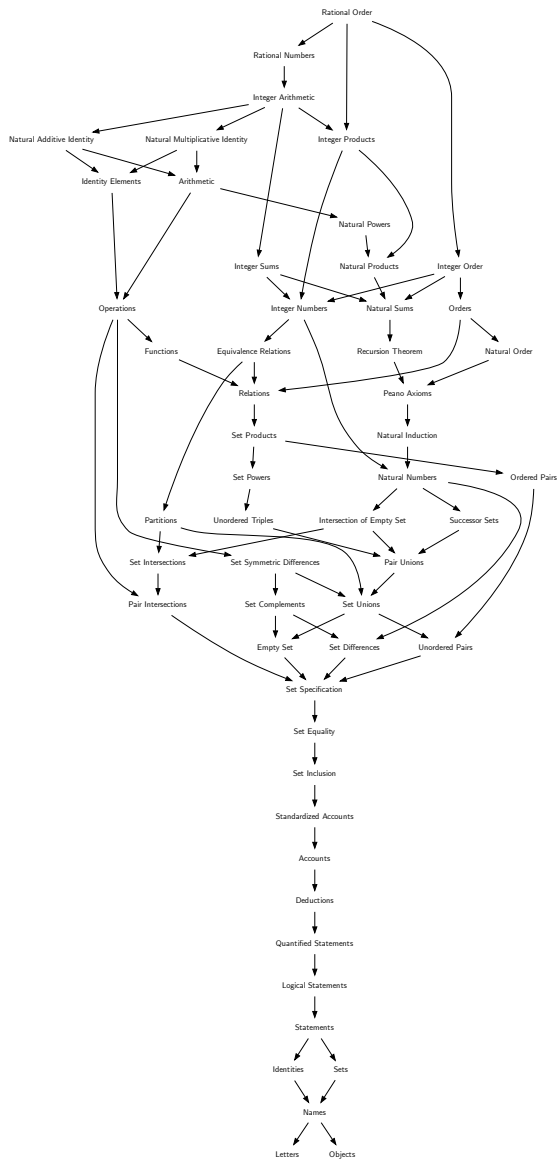 Rational Order
Rational Numbers
Integer Arithmetic
Natural Additive Identity
Natural Multiplicative Identity
Integer Products
Identity Elements
Arithmetic
Natural Powers
Integer Sums
Natural Products
Integer Order
Operations
Integer Numbers
Natural Sums
Orders
Functions
Equivalence Relations
Recursion Theorem
Natural Order
Relations
Peano Axioms
Set Products
Natural Induction
Set Powers
Natural Numbers
Ordered Pairs
Partitions
Unordered Triples
Intersection of Empty Set
Successor Sets
Set Intersections
Set Symmetric Differences
Pair Unions
Pair Intersections
Set Complements
Set Unions
Empty Set
Set Differences
Unordered Pairs
Set Specification
Set Equality
Set Inclusion
Standardized Accounts
Accounts
Deductions
Quantified Statements
Logical Statements
Statements
Identities
Sets
Names
Letters
Objects